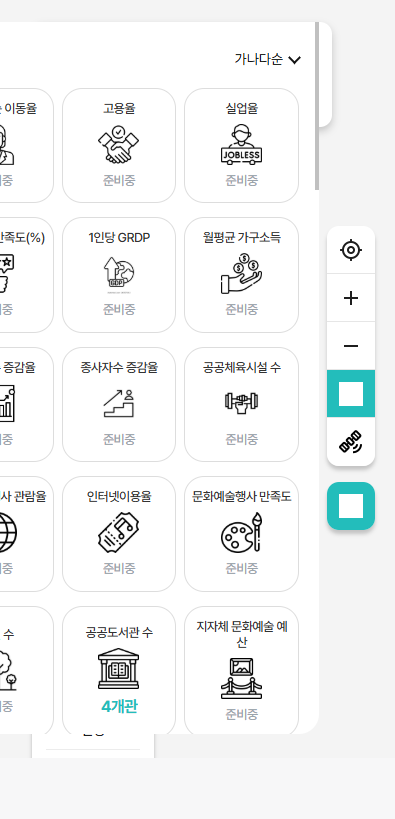 가나다순
이동율
고용율
실업율
JOBLESS
비중
준비중
준비중
만족도(%)
1인당 GRDP
월평균 가구소득
GRDP
비중
준비중
준비중
증감율
종사자수 증감율
공공체육시설 수
비중
준비중
준비중
사 관람율
인터넷이용율
문화예술행사 만족도
비중
준비중
준비중
수
공공도서관 수
지자체 문화예술 예
산
비중
4개관
준비중